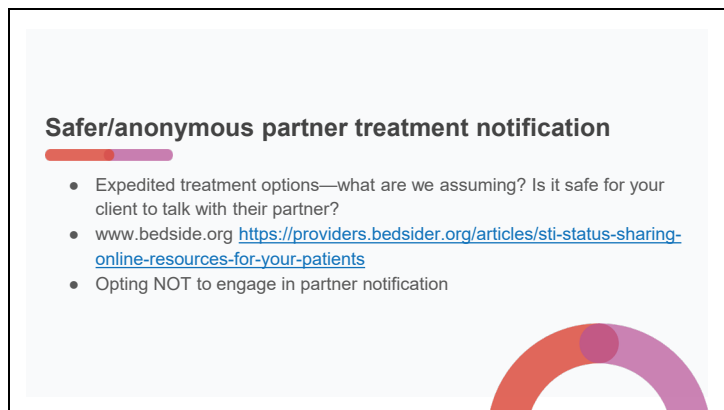 Safer/anonymous partner treatment notification
● Expedited treatment options—what are we assuming? Is it safe for your
client to talk with their partner?
● www.bedside.org https://providers.bedsider.org/articles/sti-status-sharing-
online-resources-for-your-patients
● Opting NOT to engage in partner notification